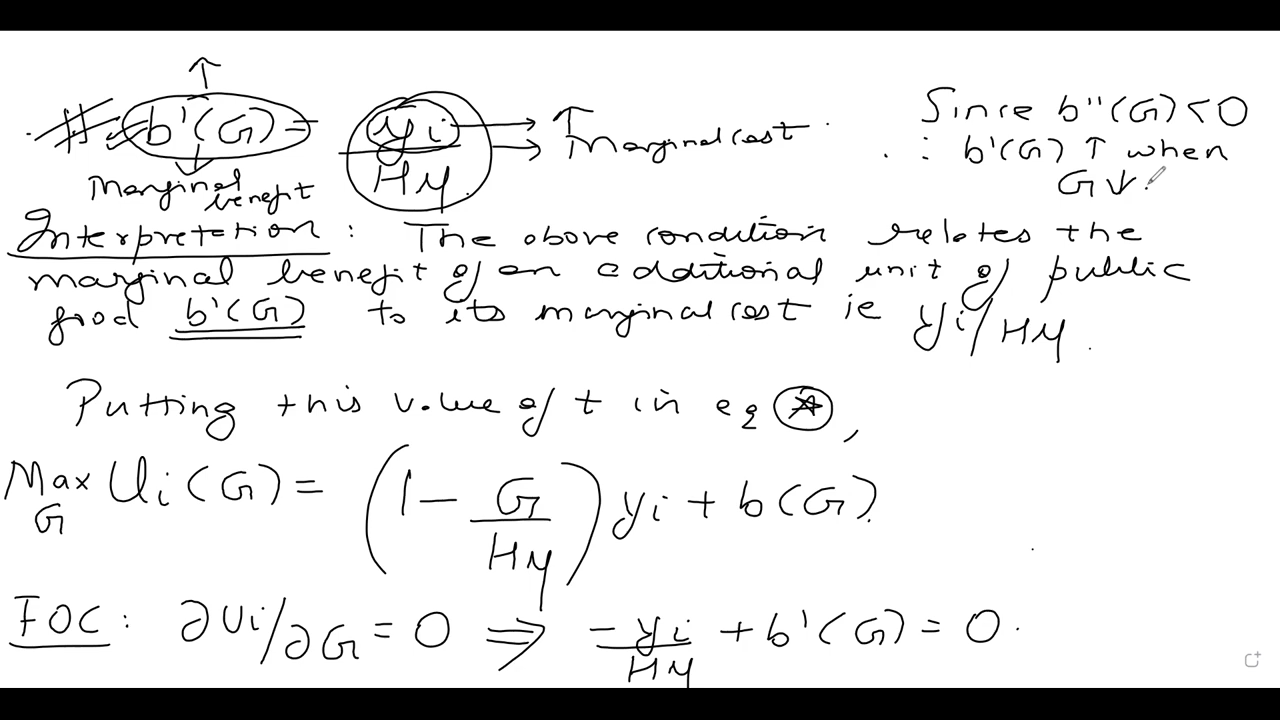 b'(G) = yi/Hy → ↑ Marginal cost
Marginal benefit
Since b''(G) < 0
∴ b'(G) ↑ when
G ↓
Interpretation : The above condition relates the
marginal benefit of an additional unit of public
good b'(G) to its marginal cost ie yi/Hy.
Putting this value of t in eq ★,
Max G Ui(G) = (1 - G/Hy) yi + b(G).
FOC : ∂Ui/∂G = 0 ⇒ -yi/Hy + b'(G) = 0.